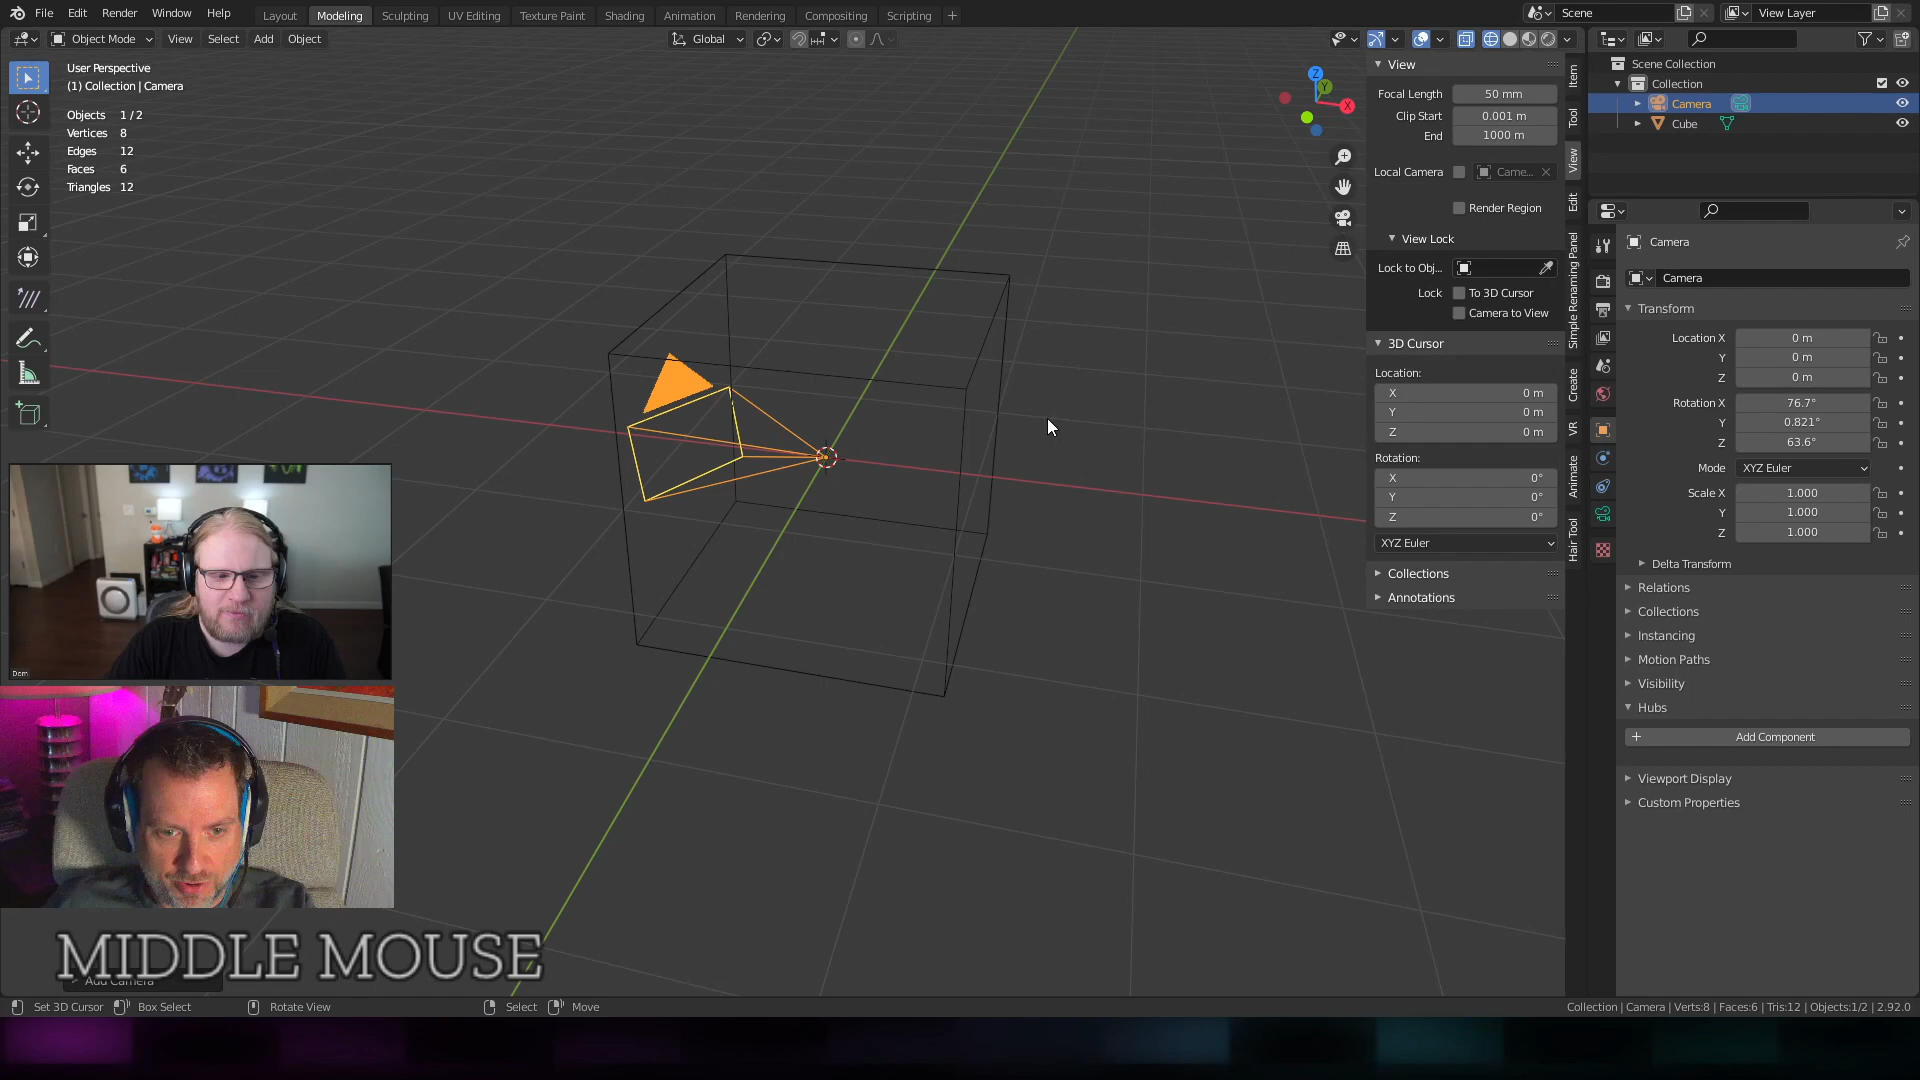 File Edit Render Window Help Layout Modeling Sculpting UV Editing Texture Paint Shading Animation Rendering Compositing Scripting + Scene View Layer
Object Mode View Select Add Object Global
User Perspective
(1) Collection | Camera
Objects 1 / 2
Vertices 8
Edges 12
Faces 6
Triangles 12
Z
Y
X
View
Focal Length 50 mm
Clip Start 0.001 m
End 1000 m
Local Camera Came...
Render Region
View Lock
Lock to Obj...
Lock To 3D Cursor
Camera to View
3D Cursor
Location:
X 0 m
Y 0 m
Z 0 m
Rotation:
X 0°
Y 0°
Z 0°
XYZ Euler
Collections
Annotations
Item
Tool
View
Edit
Simple Renaming Panel
Create
VR
Animate
Hair Tool
Scene Collection
Collection
Camera
Cube
Camera
Camera
Transform
Location X 0 m
Y 0 m
Z 0 m
Rotation X 76.7°
Y 0.821°
Z 63.6°
Mode XYZ Euler
Scale X 1.000
Y 1.000
Z 1.000
Delta Transform
Relations
Collections
Instancing
Motion Paths
Visibility
Hubs
+ Add Component
Viewport Display
Custom Properties
Dom
MIDDLE MOUSE
Add Camera
Set 3D Cursor Box Select Rotate View Select Move Collection | Camera | Verts:8 | Faces:6 | Tris:12 | Objects:1/2 | 2.92.0